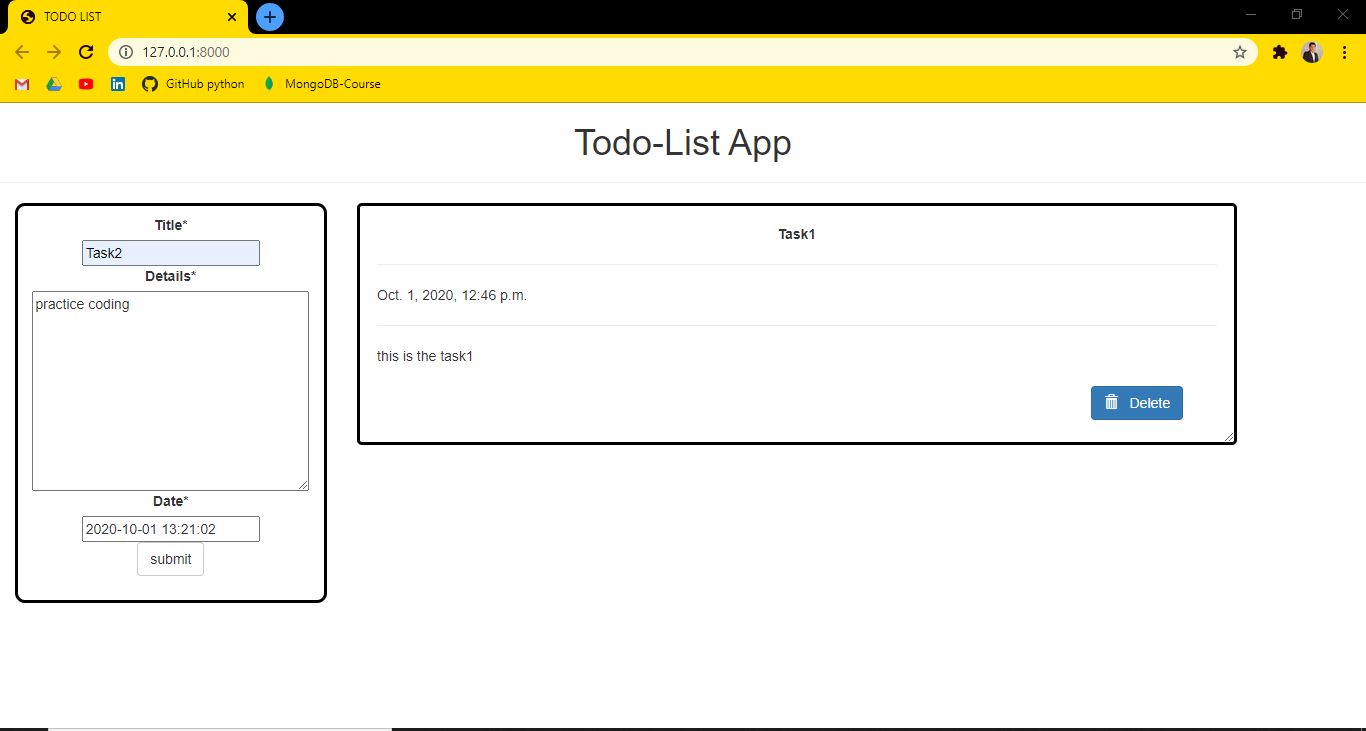 TODO LIST
127.0.0.1:8000
GitHub python
MongoDB-Course
Todo-List App
Title*
Task2
Details*
practice coding
Date*
2020-10-01 13:21:02
submit
Task1
Oct. 1, 2020, 12:46 p.m.
this is the task1
Delete